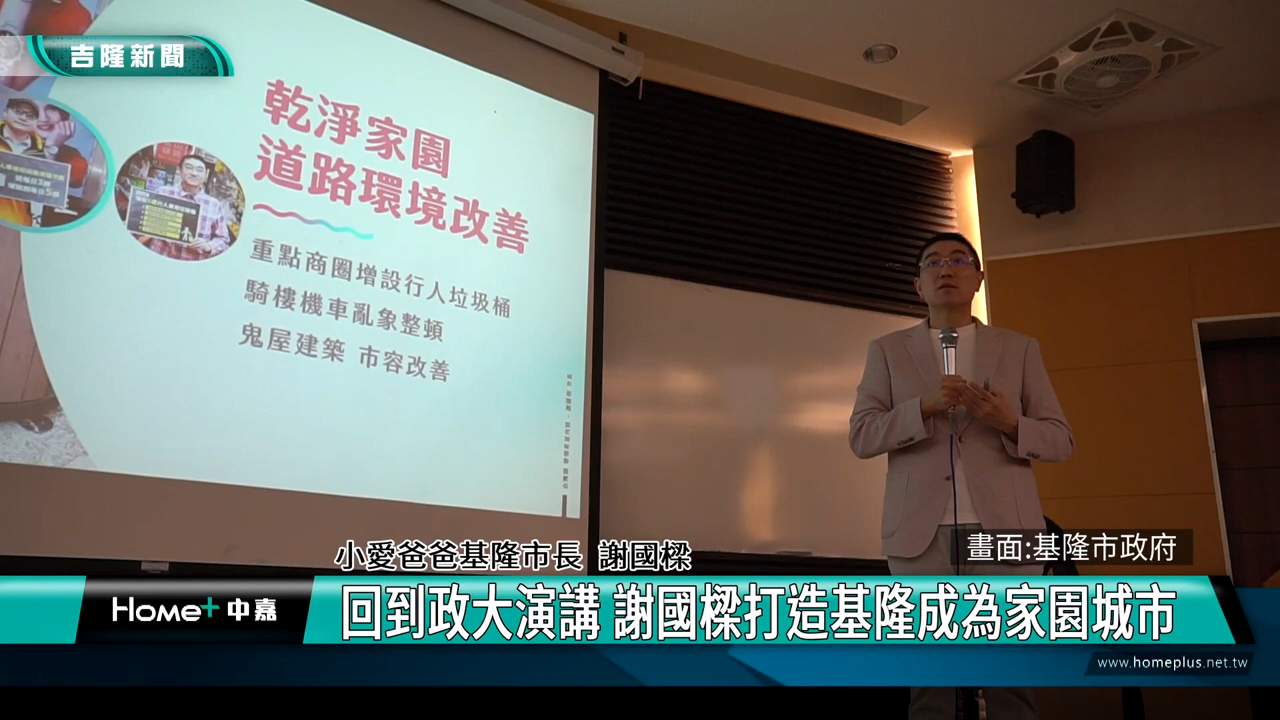 吉隆新聞
乾淨家園
道路環境改善
重點商圈增設行人垃圾桶
騎樓機車亂象整頓
鬼屋建築 市容改善
小愛爸爸基隆市長 謝國樑
畫面:基隆市政府
Home+中嘉
回到政大演講 謝國樑打造基隆成為家園城市
www.homeplus.net.tw